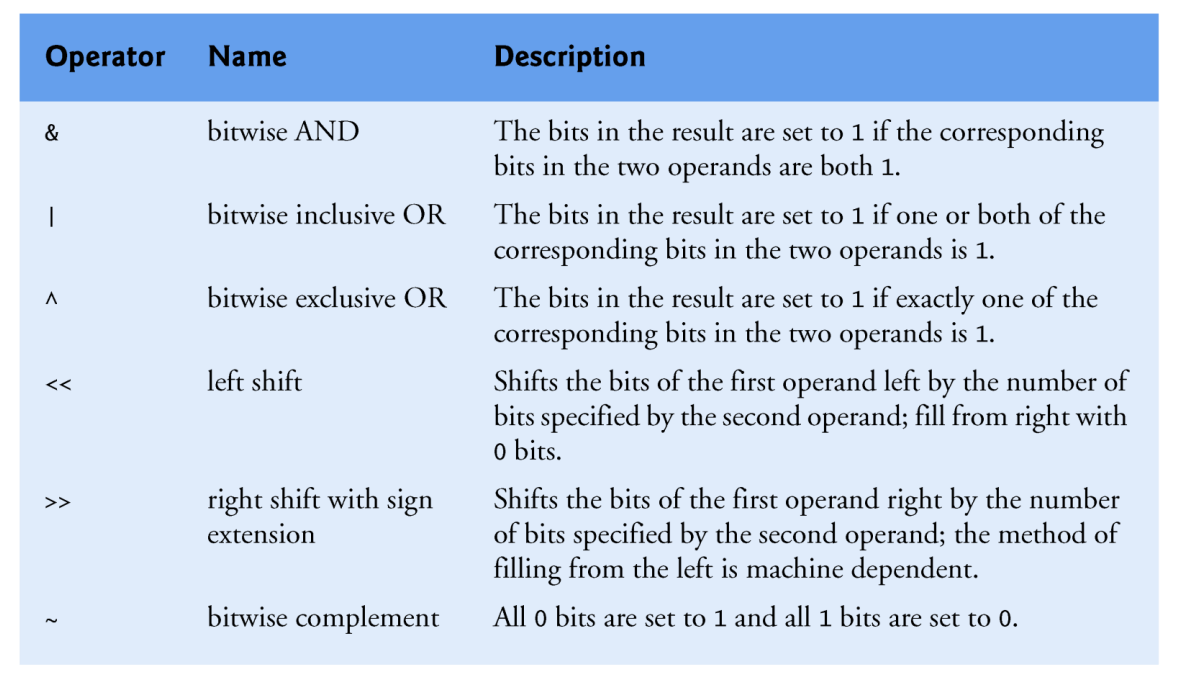 Operator Name Description
& bitwise AND The bits in the result are set to 1 if the corresponding
bits in the two operands are both 1.
| bitwise inclusive OR The bits in the result are set to 1 if one or both of the
corresponding bits in the two operands is 1.
^ bitwise exclusive OR The bits in the result are set to 1 if exactly one of the
corresponding bits in the two operands is 1.
<< left shift Shifts the bits of the first operand left by the number of
bits specified by the second operand; fill from right with
0 bits.
>> right shift with sign Shifts the bits of the first operand right by the number
extension of bits specified by the second operand; the method of
filling from the left is machine dependent.
~ bitwise complement All 0 bits are set to 1 and all 1 bits are set to 0.